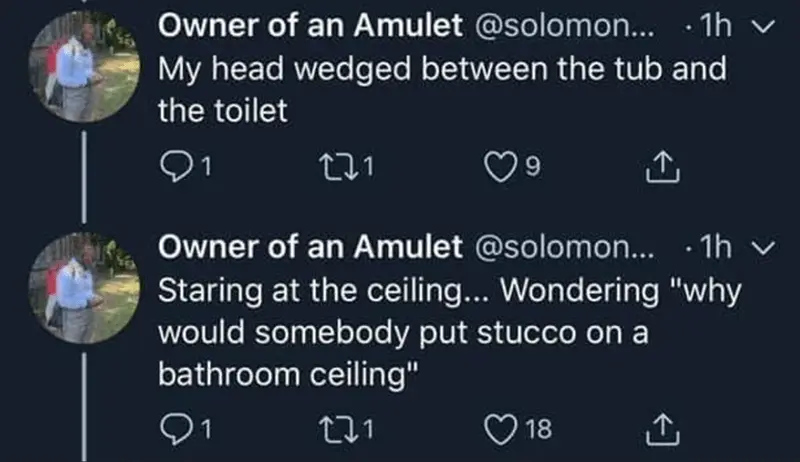 Owner of an Amulet @solomon... · 1h
My head wedged between the tub and
the toilet
1 1 9
Owner of an Amulet @solomon... · 1h
Staring at the ceiling... Wondering "why
would somebody put stucco on a
bathroom ceiling"
1 1 18